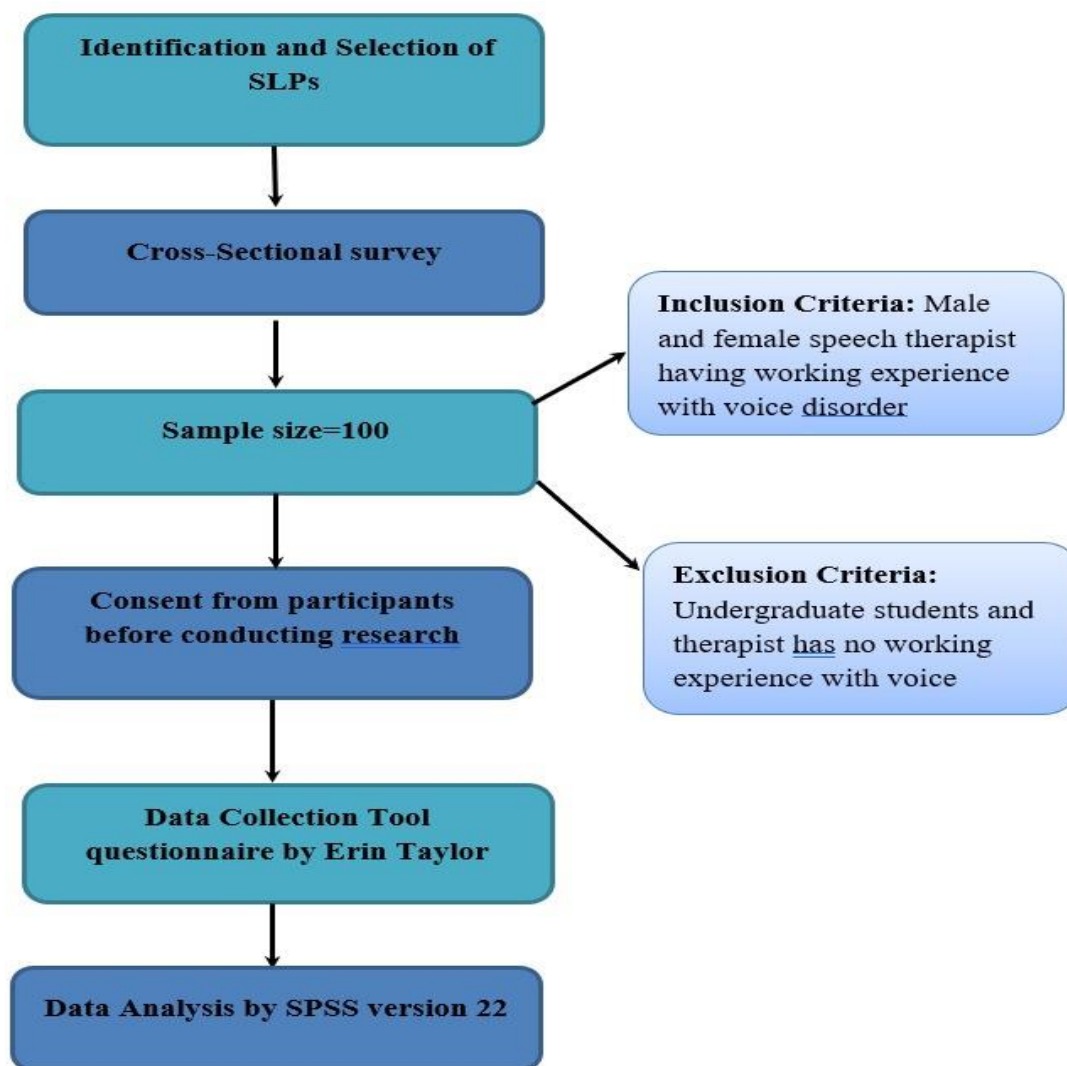 Identification and Selection of
SLPs
Cross-Sectional survey
Inclusion Criteria: Male
and female speech therapist
having working experience
with voice disorder
Sample size=100
Exclusion Criteria:
Undergraduate students and
therapist has no working
experience with voice
Consent from participants
before conducting research
Data Collection Tool
questionnaire by Erin Taylor
Data Analysis by SPSS version 22